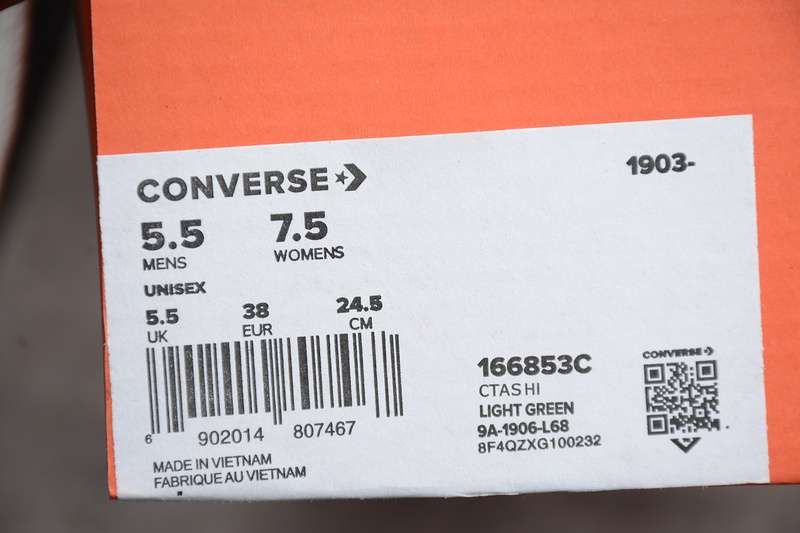 CONVERSE
1903-
5.5 7.5
MENS WOMENS
UNISEX
5.5 38 24.5
UK EUR CM
6 902014 807467
MADE IN VIETNAM
FABRIQUE AU VIETNAM
166853C
CTAS HI
LIGHT GREEN
9A-1906-L68
8F4QZXG100232
CONVERSE